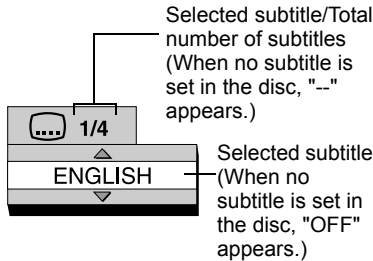 Selected subtitle/Total
number of subtitles
(When no subtitle is
set in the disc, "--"
appears.)
1/4
ENGLISH
Selected subtitle
(When no
subtitle is set in
the disc, "OFF"
appears.)